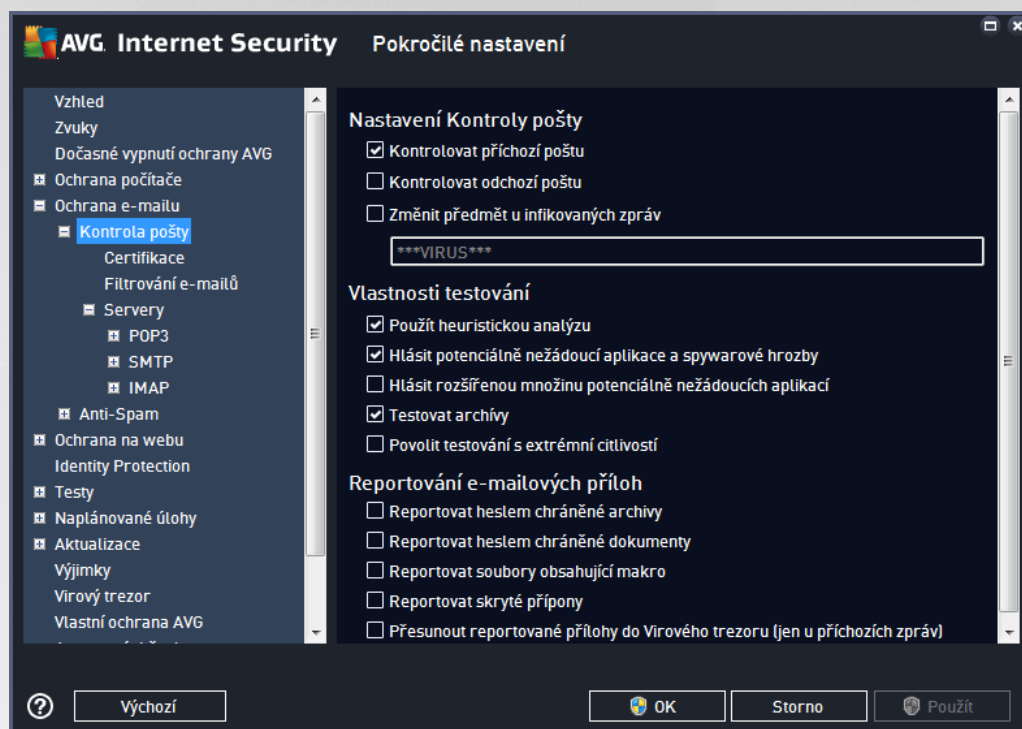 AVG. Internet Security
Pokročilé nastavení
Vzhled
Zvuky
Dočasné vypnutí ochrany AVG
Ochrana počítače
Ochrana e-mailu
Kontrola pošty
Certifikace
Filtrování e-mailů
Servery
POP3
SMTP
IMAP
Anti-Spam
Ochrana na webu
Identity Protection
Testy
Naplánované úlohy
Aktualizace
Výjimky
Virový trezor
Vlastní ochrana AVG
Nastavení Kontroly pošty
Kontrolovat příchozí poštu
Kontrolovat odchozí poštu
Změnit předmět u infikovaných zpráv
***VIRUS***
Vlastnosti testování
Použít heuristickou analýzu
Hlásit potenciálně nežádoucí aplikace a spywarové hrozby
Hlásit rozšířenou množinu potenciálně nežádoucích aplikací
Testovat archívy
Povolit testování s extrémní citlivostí
Reportování e-mailových příloh
Reportovat heslem chráněné archivy
Reportovat heslem chráněné dokumenty
Reportovat soubory obsahující makro
Reportovat skryté přípony
Přesunout reportované přílohy do Virového trezoru (jen u příchozích zpráv)
Výchozí
OK
Storno
Použít